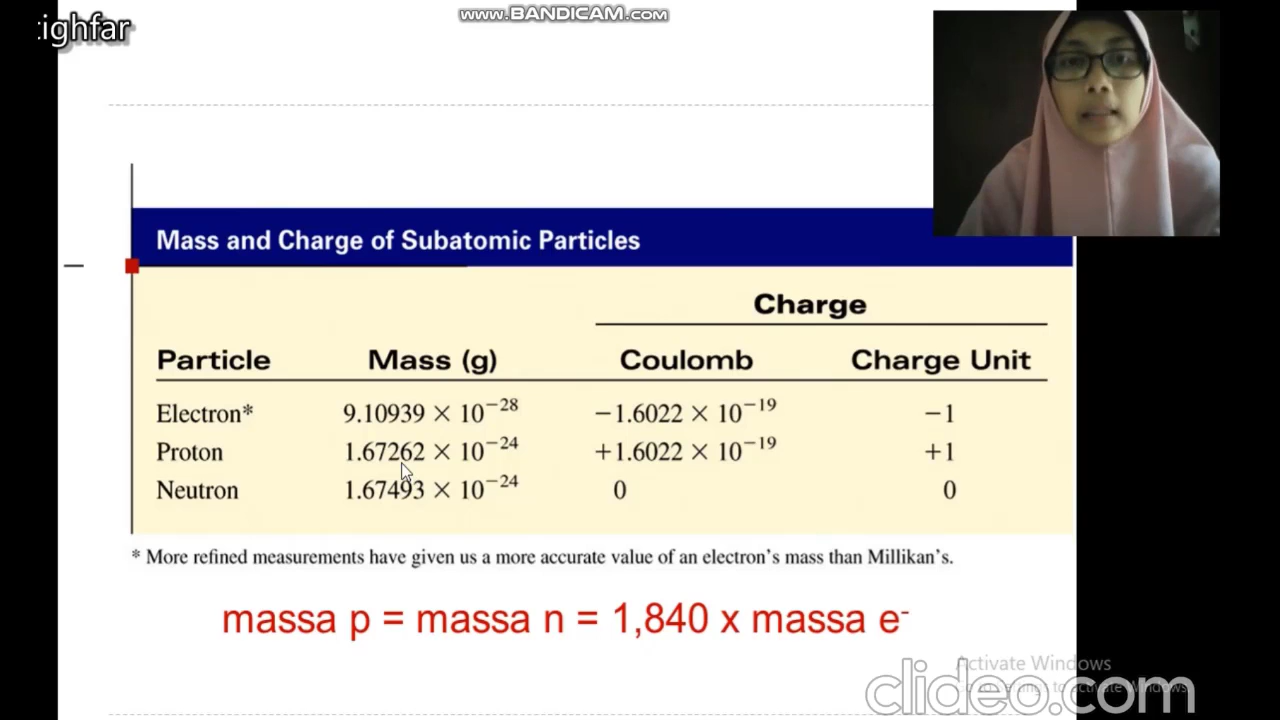 www.BANDICAM.com
tighfar
Mass and Charge of Subatomic Particles
Charge
Particle Mass (g) Coulomb Charge Unit
Electron* 9.10939 × 10⁻²⁸ −1.6022 × 10⁻¹⁹ −1
Proton 1.67262 × 10⁻²⁴ +1.6022 × 10⁻¹⁹ +1
Neutron 1.67493 × 10⁻²⁴ 0 0
* More refined measurements have given us a more accurate value of an electron's mass than Millikan's.
massa p = massa n = 1,840 x massa e⁻
Activate Windows
clideo.com